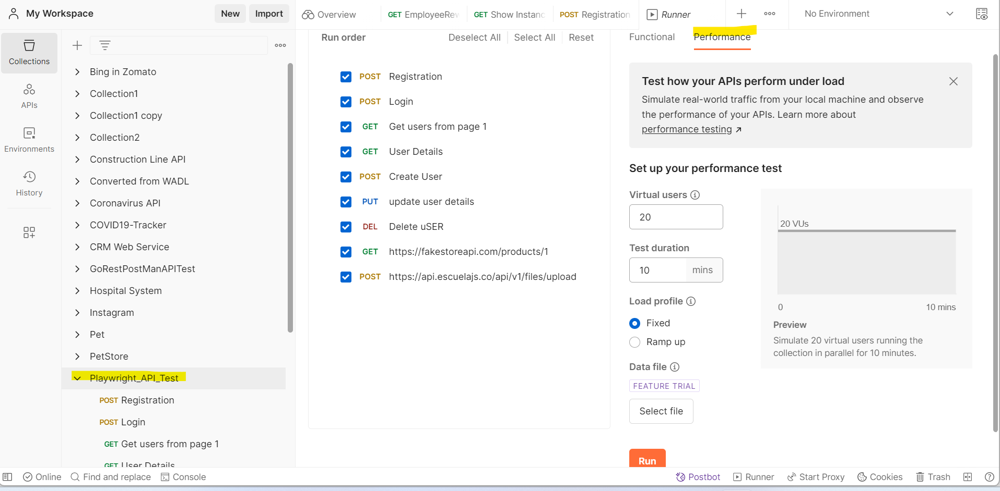 My Workspace
New
Import
Overview
GET EmployeeRev
GET Show Instanc
POST Registration
Runner
No Environment
Collections
APIs
Environments
History
Bing in Zomato
Collection1
Collection1 copy
Collection2
Construction Line API
Converted from WADL
Coronavirus API
COVID19-Tracker
CRM Web Service
GoRestPostManAPITest
Hospital System
Instagram
Pet
PetStore
Playwright_API_Test
POST Registration
POST Login
GET Get users from page 1
GET User Details
Run order
Deselect All
Select All
Reset
POST Registration
POST Login
GET Get users from page 1
GET User Details
POST Create User
PUT update user details
DEL Delete uSER
GET https://fakestoreapi.com/products/1
POST https://api.escuelajs.co/api/v1/files/upload
Functional
Performance
Test how your APIs perform under load
Simulate real-world traffic from your local machine and observe
the performance of your APIs. Learn more about
performance testing ↗
Set up your performance test
Virtual users
20
Test duration
10 mins
Load profile
Fixed
Ramp up
Data file
FEATURE TRIAL
Select file
Run
20 VUs
0
10 mins
Preview
Simulate 20 virtual users running the
collection in parallel for 10 minutes.
Online
Find and replace
Console
Postbot
Runner
Start Proxy
Cookies
Trash